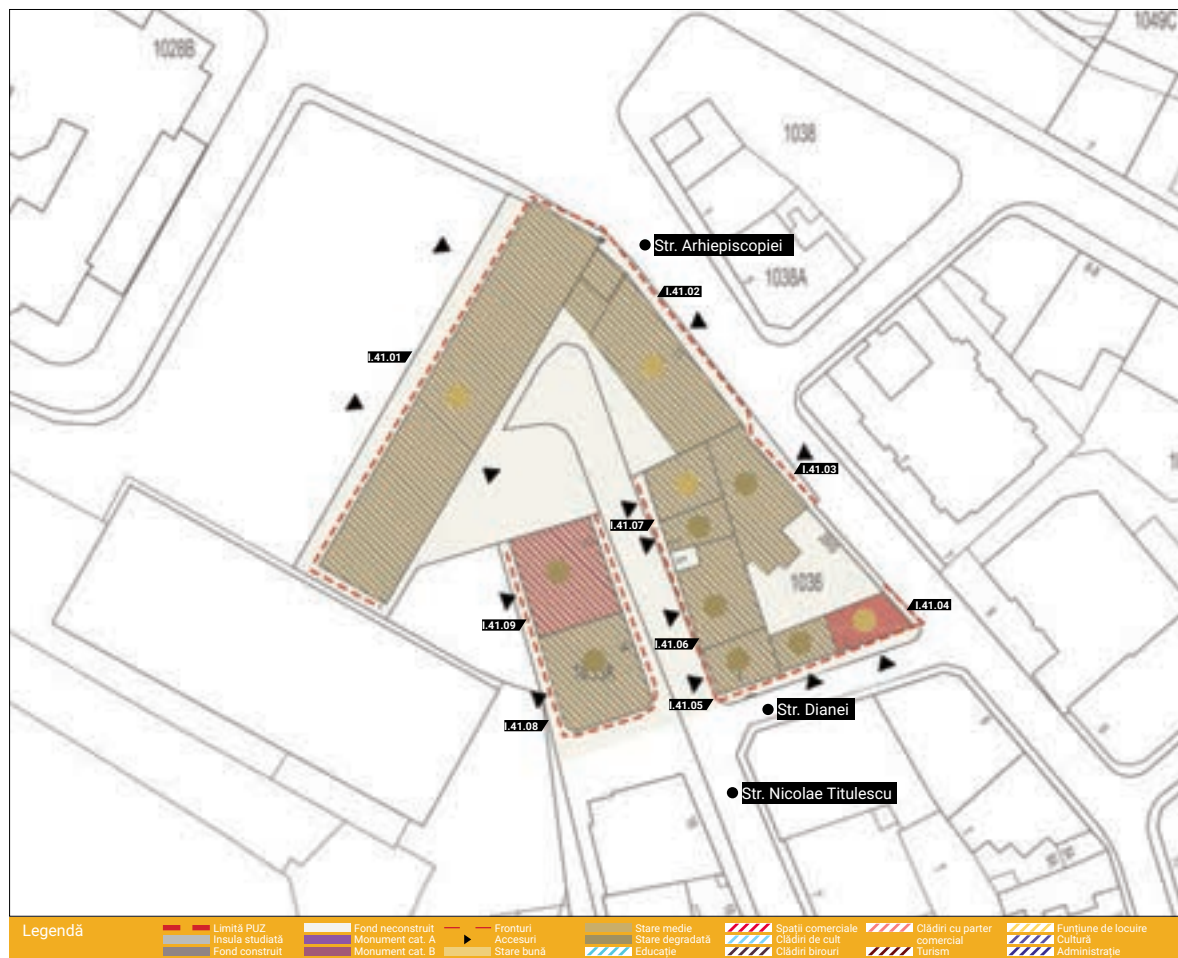 1028B
1049C
1038
Str. Arhiepiscopiei
1038A
I.41.02
I.41.01
I.41.03
I.41.07
1036
I.41.04
I.41.09
I.41.06
I.41.05
Str. Dianei
I.41.08
Str. Nicolae Titulescu
Legendă
Limită PUZ
Insula studiată
Fond construit
Fond neconstruit
Monument cat. A
Monument cat. B
Fronturi
Accesuri
Stare bună
Stare medie
Stare degradată
Educație
Spații comerciale
Clădiri de cult
Clădiri birouri
Clădiri cu parter
comercial
Turism
Funțiune de locuire
Cultură
Administrație